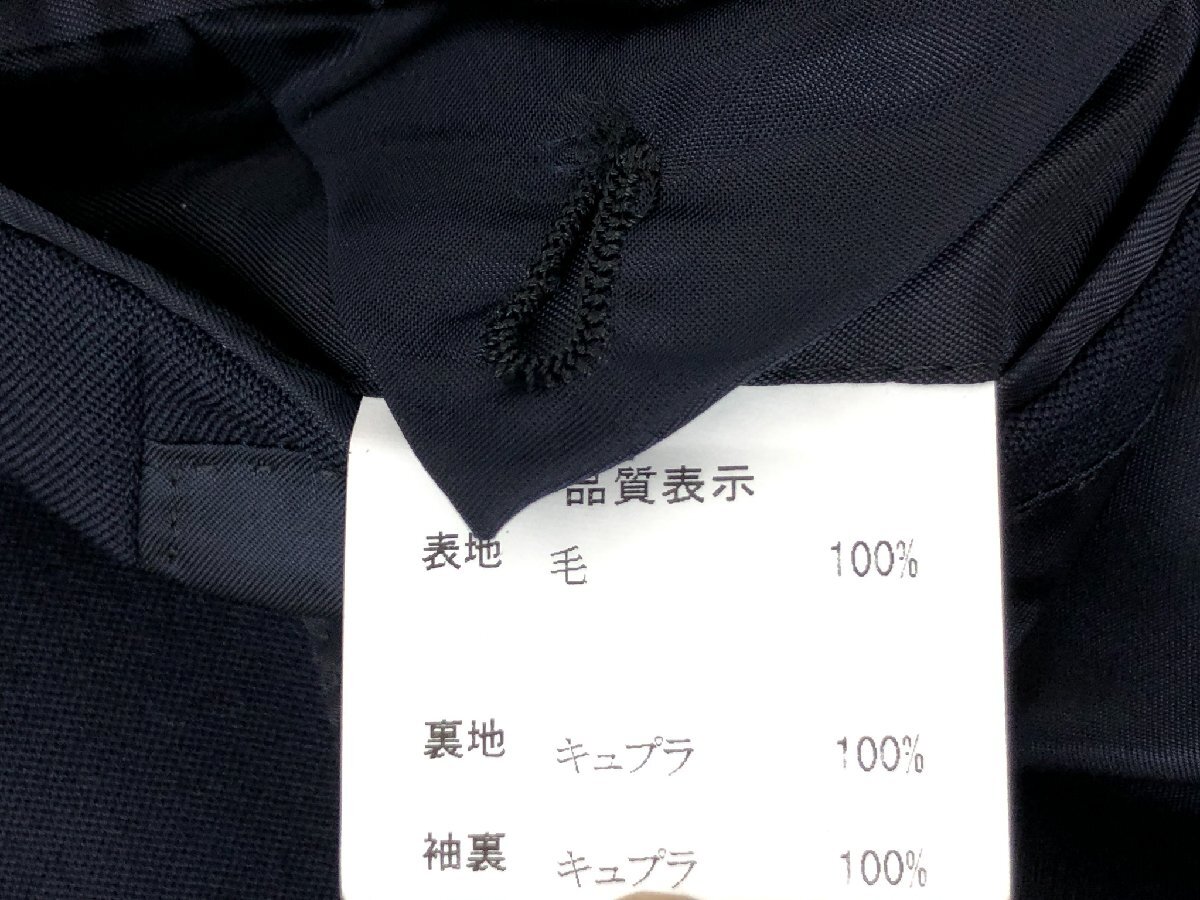 品質表示
表地 毛 100%
裏地 キュプラ 100%
袖裏 キュプラ 100%